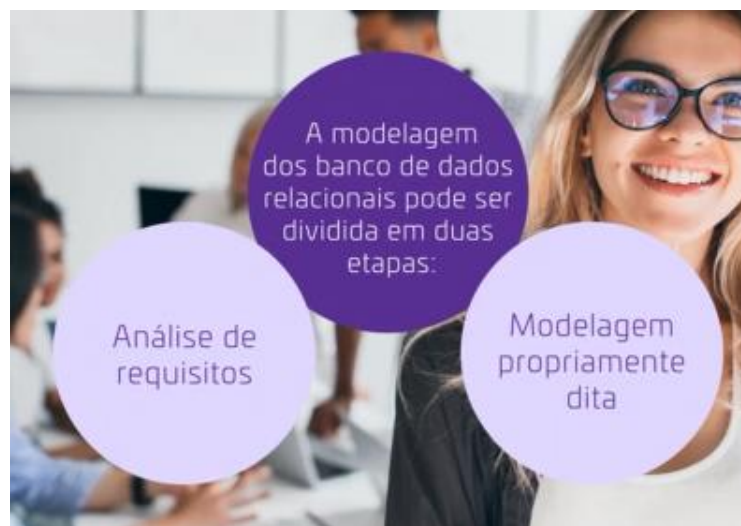 A modelagem
dos banco de dados
relacionais pode ser
dividida em duas
etapas:
Análise de
requisitos
Modelagem
propriamente
dita